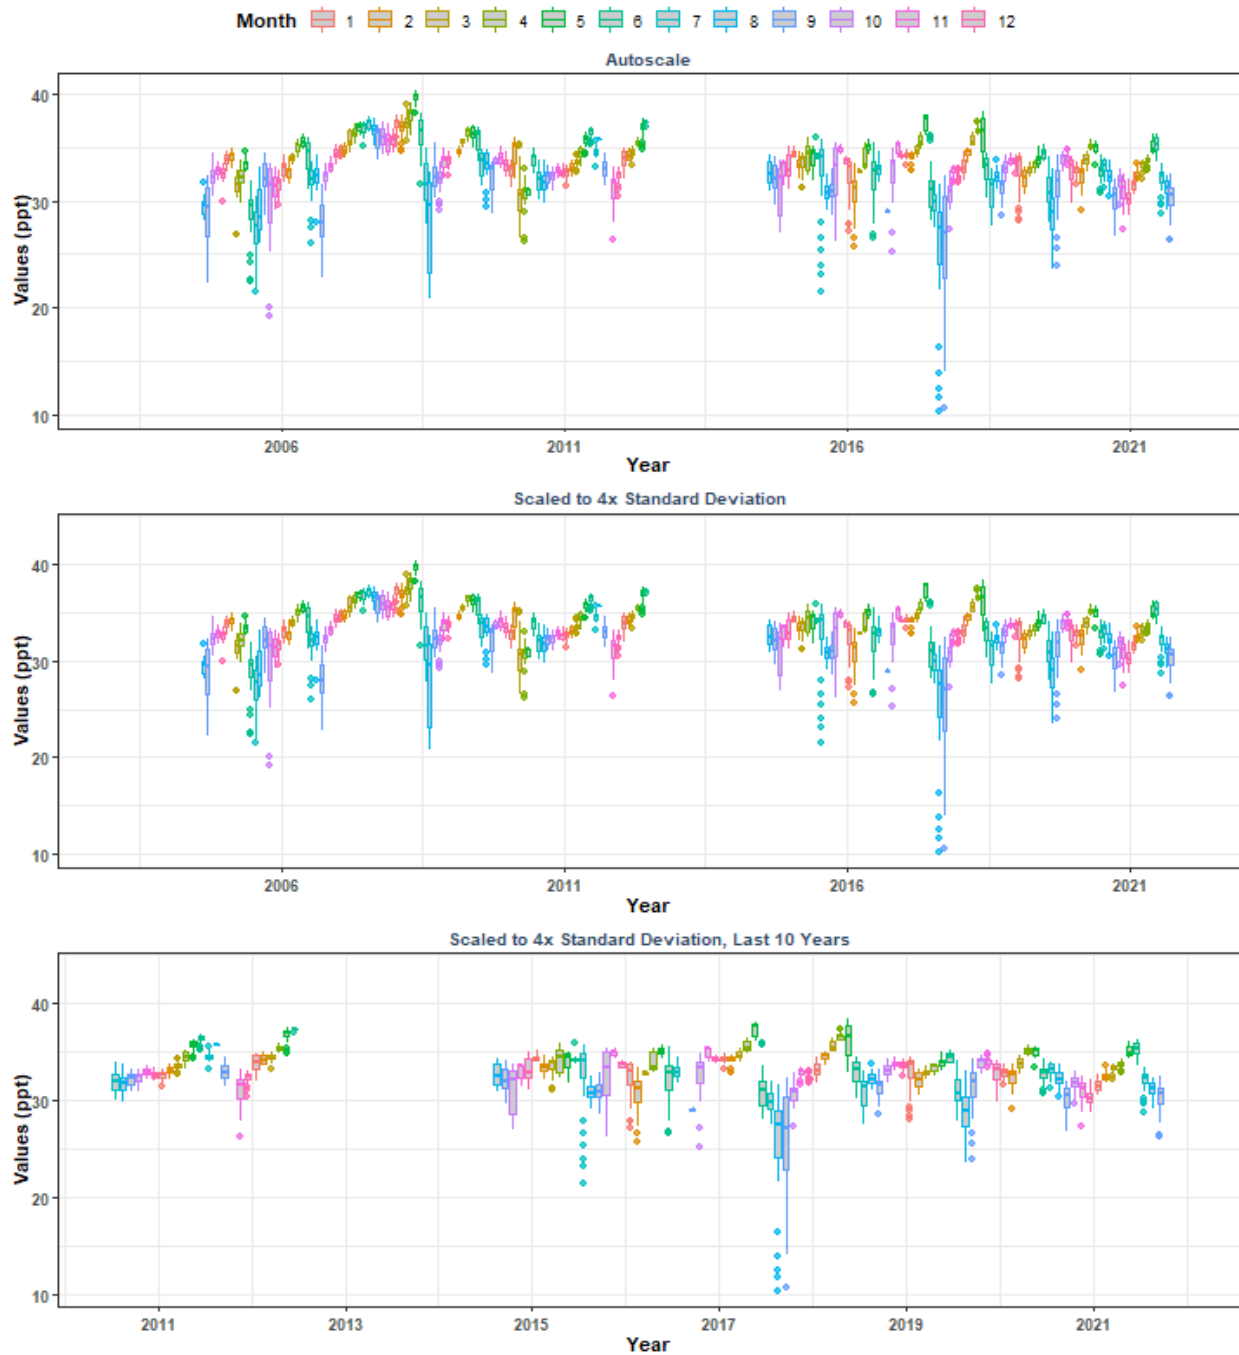 Month 1 2 3 4 5 6 7 8 9 10 11 12
Autoscale
Values (ppt)
40
30
20
10
2006 2011 2016 2021
Year
Scaled to 4x Standard Deviation
Values (ppt)
40
30
20
10
2006 2011 2016 2021
Year
Scaled to 4x Standard Deviation, Last 10 Years
Values (ppt)
40
30
20
10
2011 2013 2015 2017 2019 2021
Year